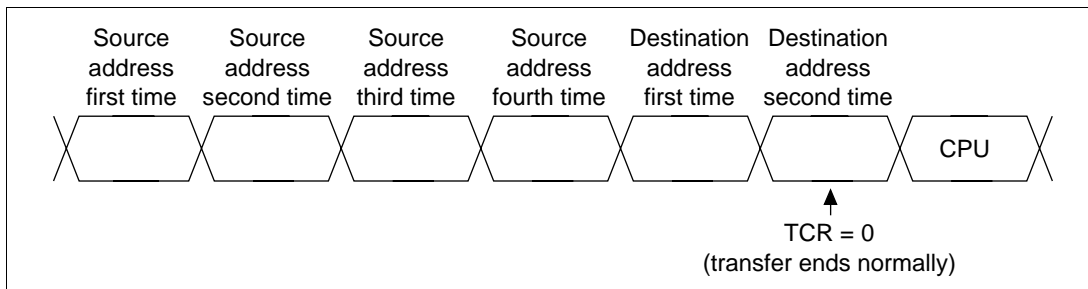 Source
address
first time
Source
address
second time
Source
address
third time
Source
address
fourth time
Destination
address
first time
Destination
address
second time
CPU
TCR = 0
(transfer ends normally)